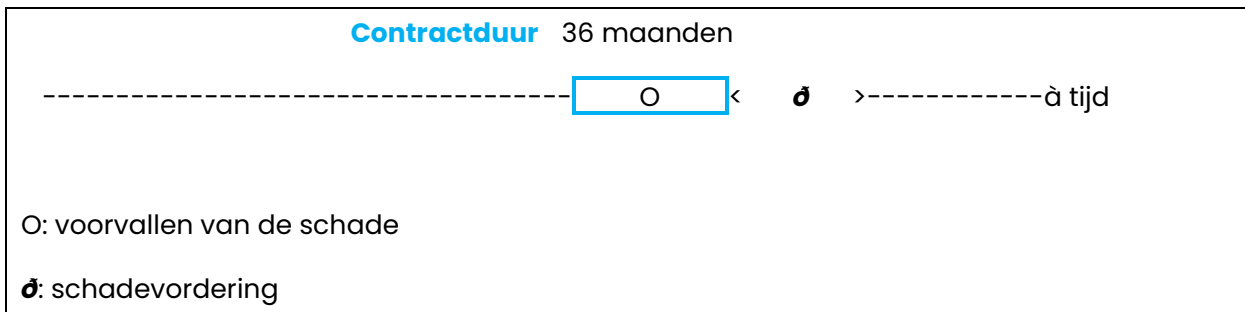 Contractduur 36 maanden
------------------------------------ O < ð >------------à tijd
O: voorvallen van de schade
ð: schadevordering